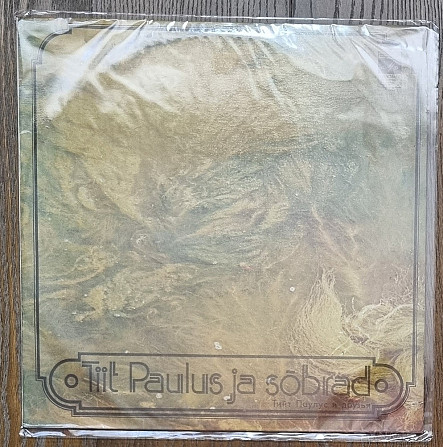 Tiit Paulus ja sõbrad
Тийт Паулус и друзья